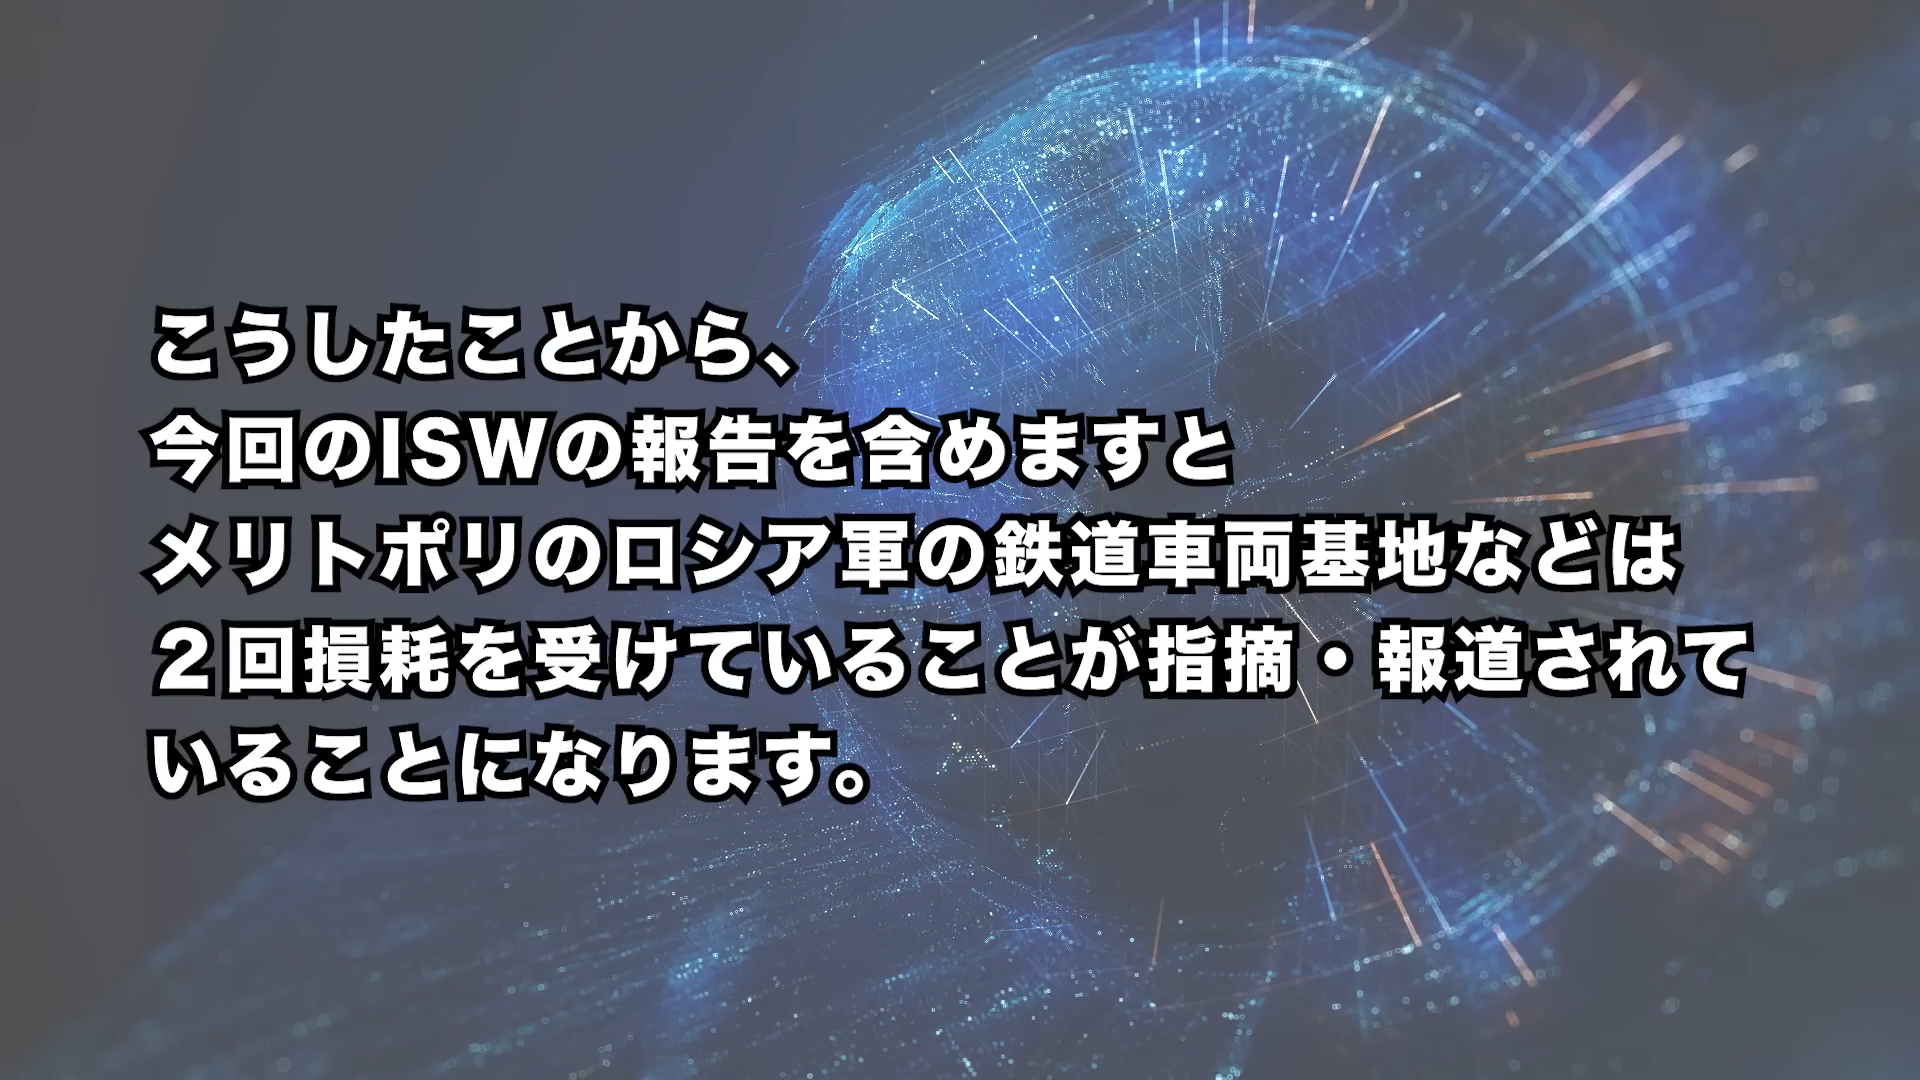 こうしたことから、
今回のISWの報告を含めますと
メリトポリのロシア軍の鉄道車両基地などは
２回損耗を受けていることが指摘・報道されて
いることになります。